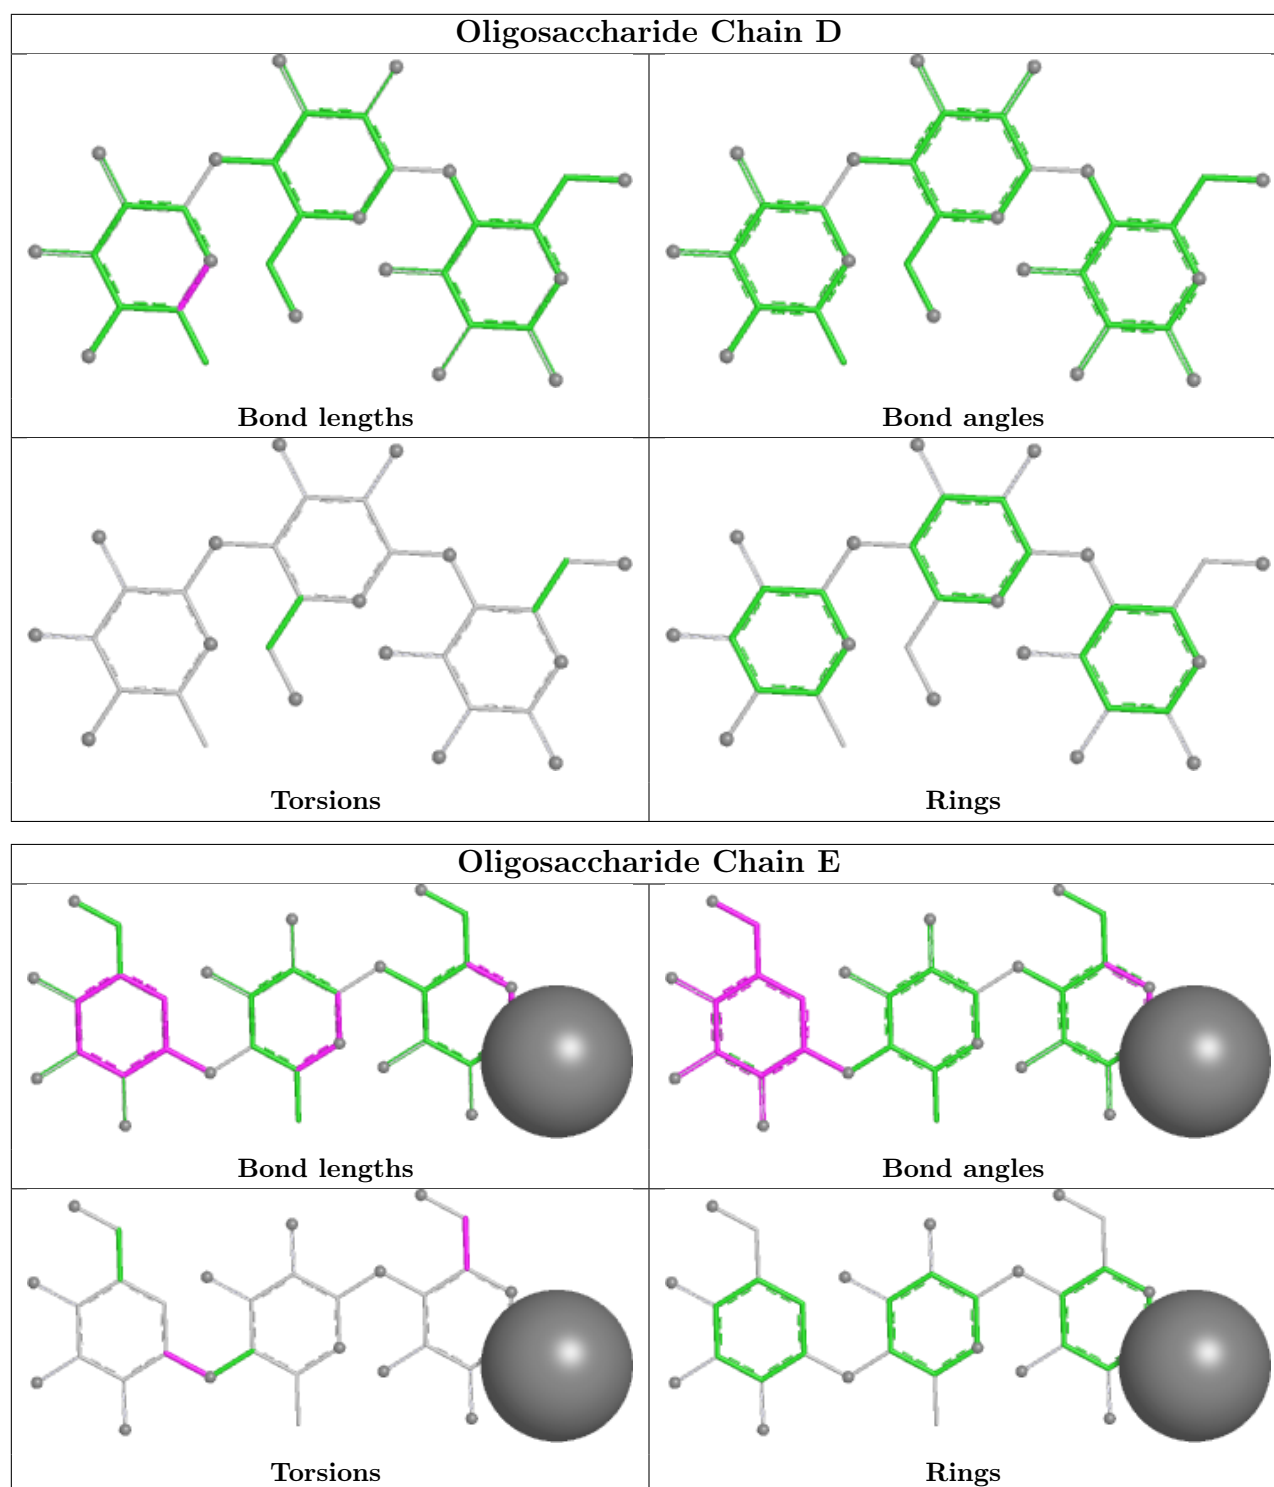 Oligosaccharide Chain D
Bond lengths
Bond angles
Torsions
Rings
Oligosaccharide Chain E
Bond lengths
Bond angles
Torsions
Rings